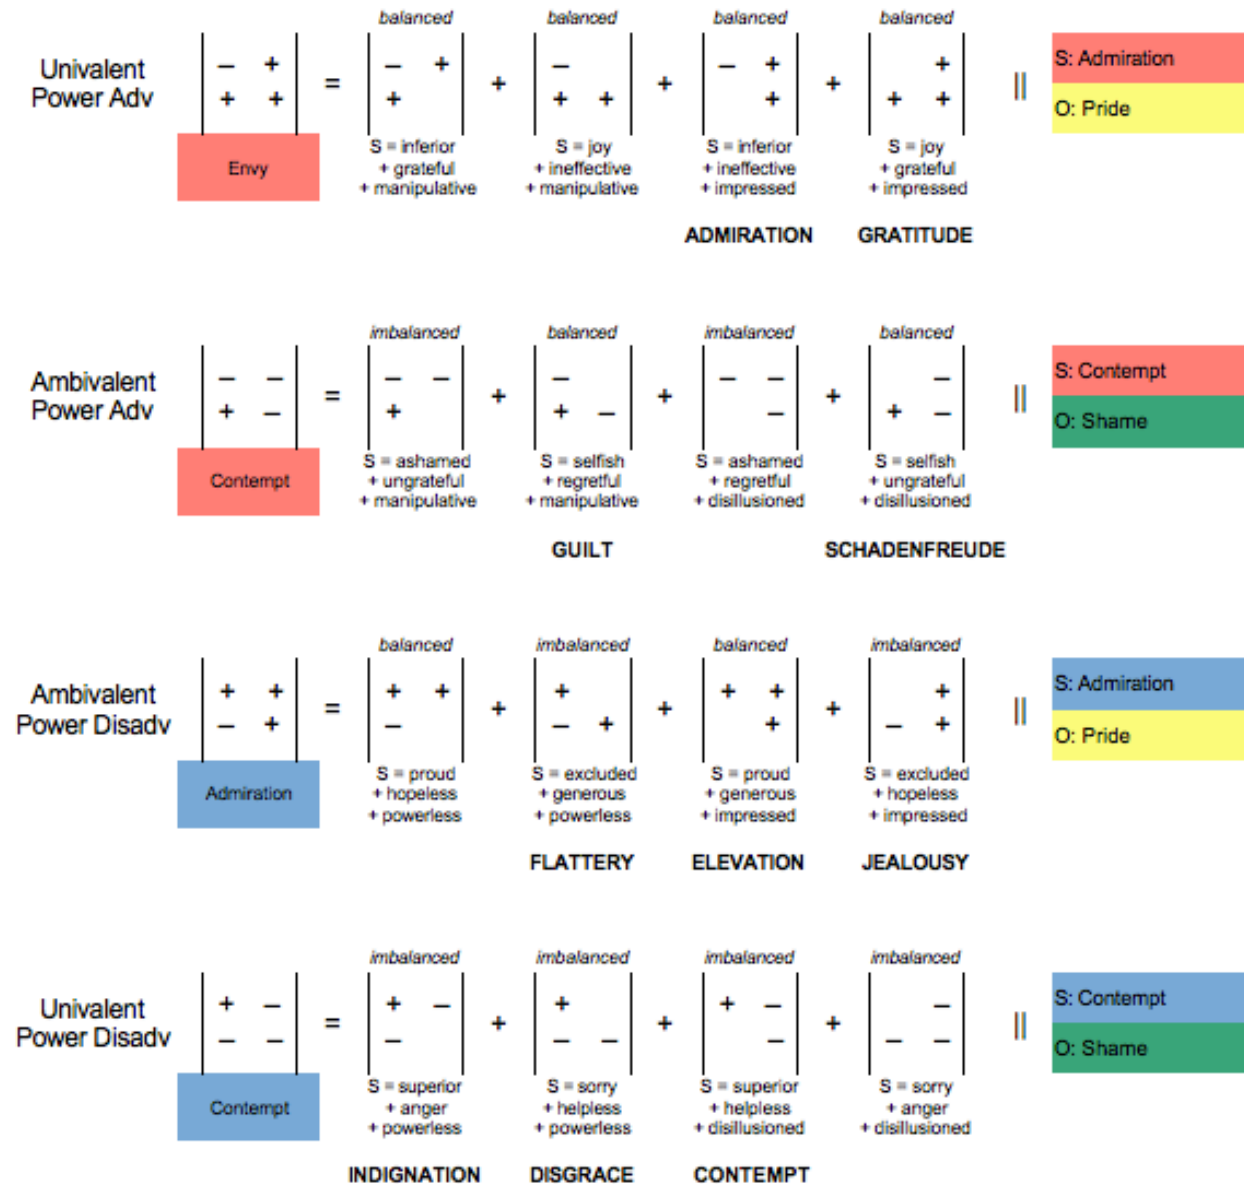 balanced balanced balanced balanced
Univalent
Power Adv
– + = – + + – + – + + + || S: Admiration
+ + + + + + + + O: Pride
Envy
S = inferior S = joy S = inferior S = joy
+ grateful + ineffective + ineffective + grateful
+ manipulative + manipulative + impressed + impressed
ADMIRATION GRATITUDE
imbalanced balanced imbalanced balanced
Ambivalent
Power Adv
– – = – – + – + – – + – || S: Contempt
+ – + + – – + – O: Shame
Contempt
S = ashamed S = selfish S = ashamed S = selfish
+ ungrateful + regretful + regretful + ungrateful
+ manipulative + manipulative + disillusioned + disillusioned
GUILT SCHADENFREUDE
balanced imbalanced balanced imbalanced
Ambivalent
Power Disadv
+ + = + + + + + + + + + || S: Admiration
– + – – + + – + O: Pride
Admiration
S = proud S = excluded S = proud S = excluded
+ hopeless + generous + generous + hopeless
+ powerless + powerless + impressed + impressed
FLATTERY ELEVATION JEALOUSY
imbalanced imbalanced imbalanced imbalanced
Univalent
Power Disadv
+ – = + – + + + + – + – || S: Contempt
– – – – – – – – O: Shame
Contempt
S = superior S = sorry S = superior S = sorry
+ anger + helpless + helpless + anger
+ powerless + powerless + disillusioned + disillusioned
INDIGNATION DISGRACE CONTEMPT